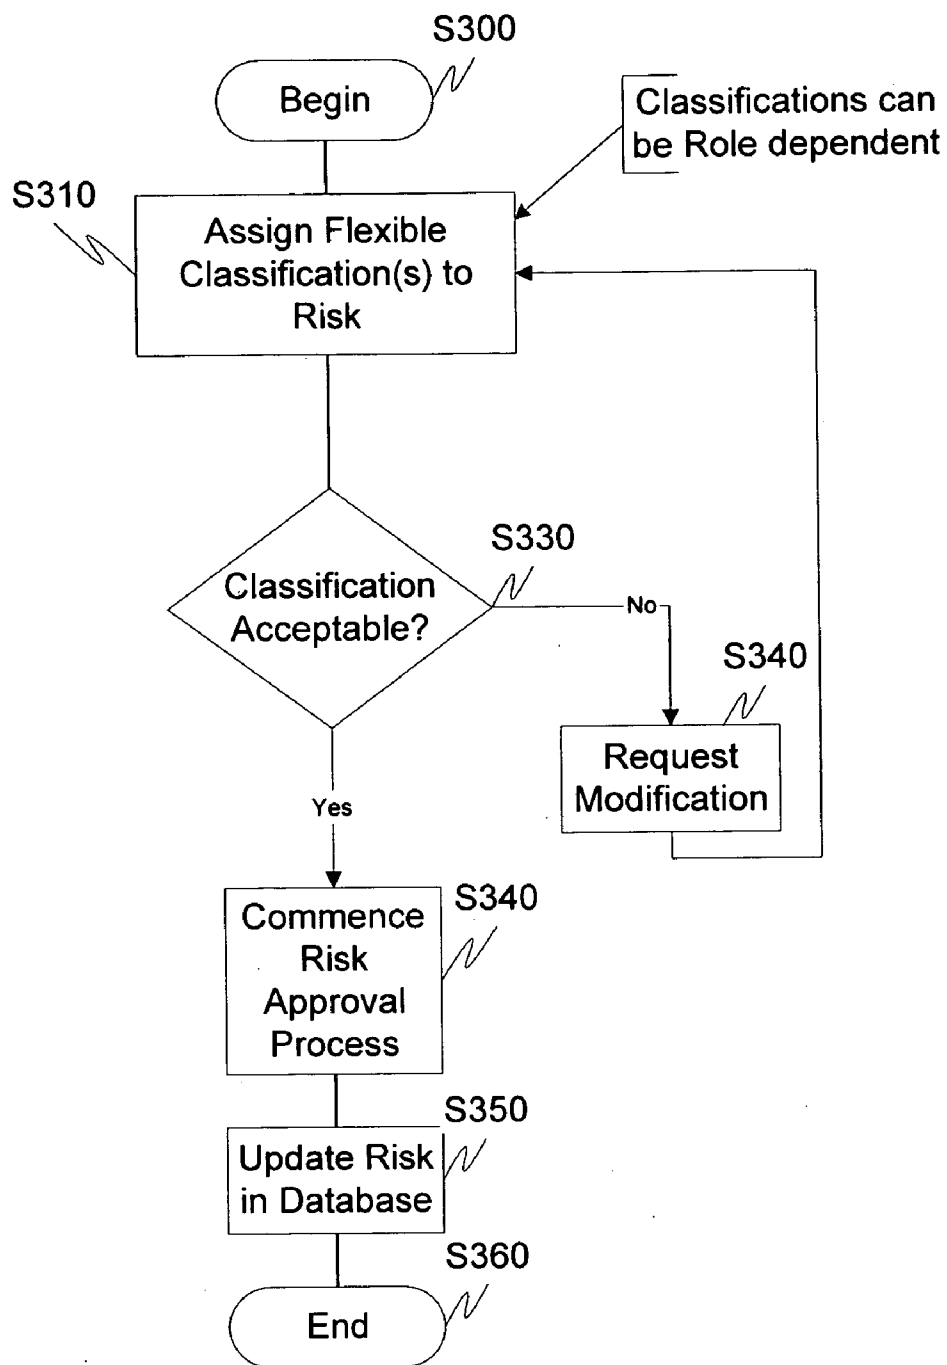 S300
Begin
Classifications can
be Role dependent
S310
Assign Flexible
Classification(s) to
Risk
S330
Classification
Acceptable?
No
S340
Request
Modification
Yes
S340
Commence
Risk
Approval
Process
S350
Update Risk
in Database
S360
End